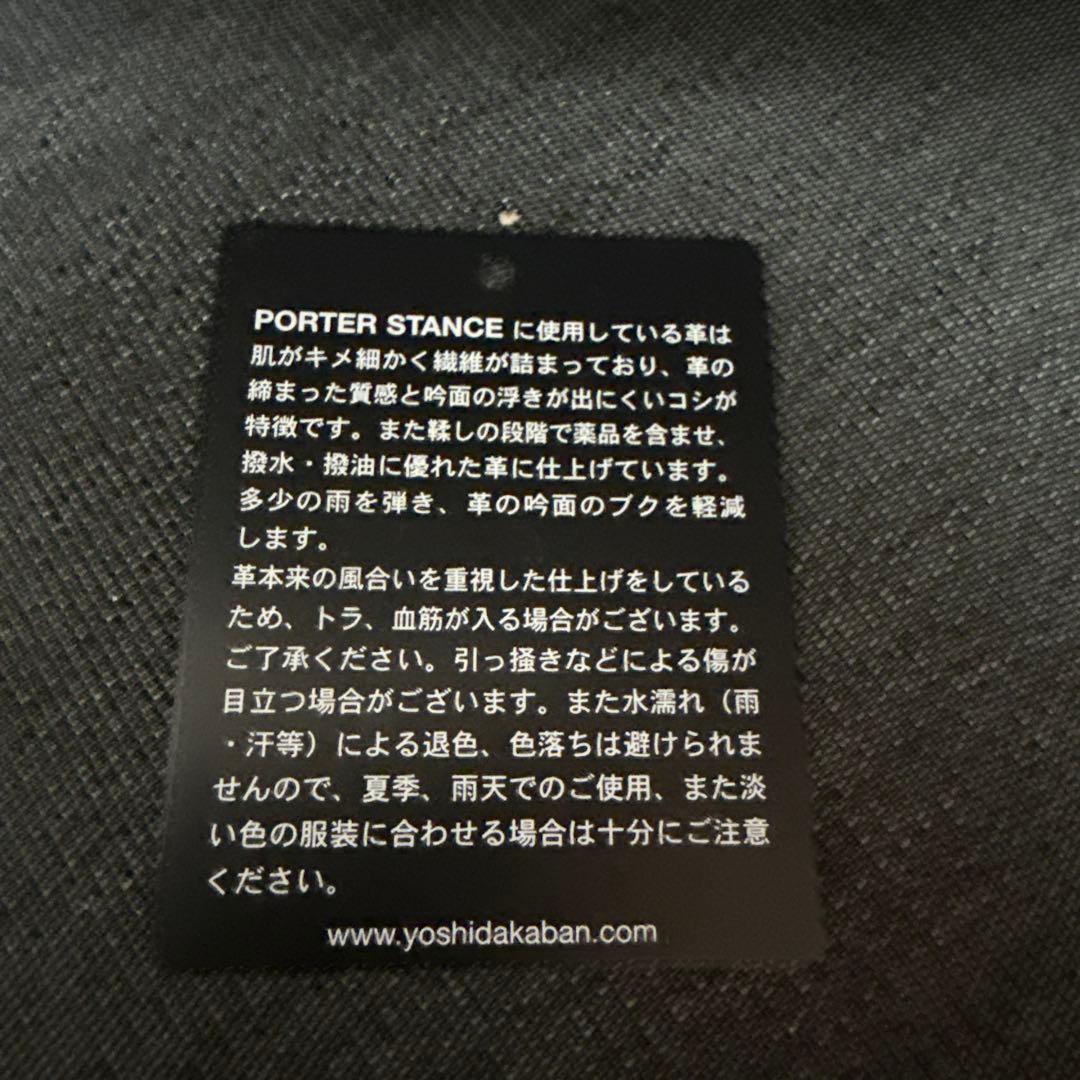 PORTER STANCE に使用している革は
肌がキメ細かく繊維が詰まっており、革の
締まった質感と吟面の浮きが出にくいコシが
特徴です。また鞣しの段階で薬品を含ませ、
撥水・撥油に優れた革に仕上げています。
多少の雨を弾き、革の吟面のブクを軽減
します。
革本来の風合いを重視した仕上げをしている
ため、トラ、血筋が入る場合がございます。
ご了承ください。引っ掻きなどによる傷が
目立つ場合がございます。また水濡れ（雨
・汗等）による退色、色落ちは避けられま
せんので、夏季、雨天でのご使用、また淡
い色の服装に合わせる場合は十分にご注意
ください。
www.yoshidakaban.com